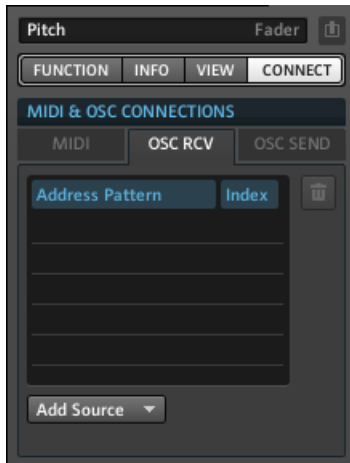 Pitch Fader
FUNCTION INFO VIEW CONNECT
MIDI & OSC CONNECTIONS
MIDI OSC RCV OSC SEND
Address Pattern Index
Add Source